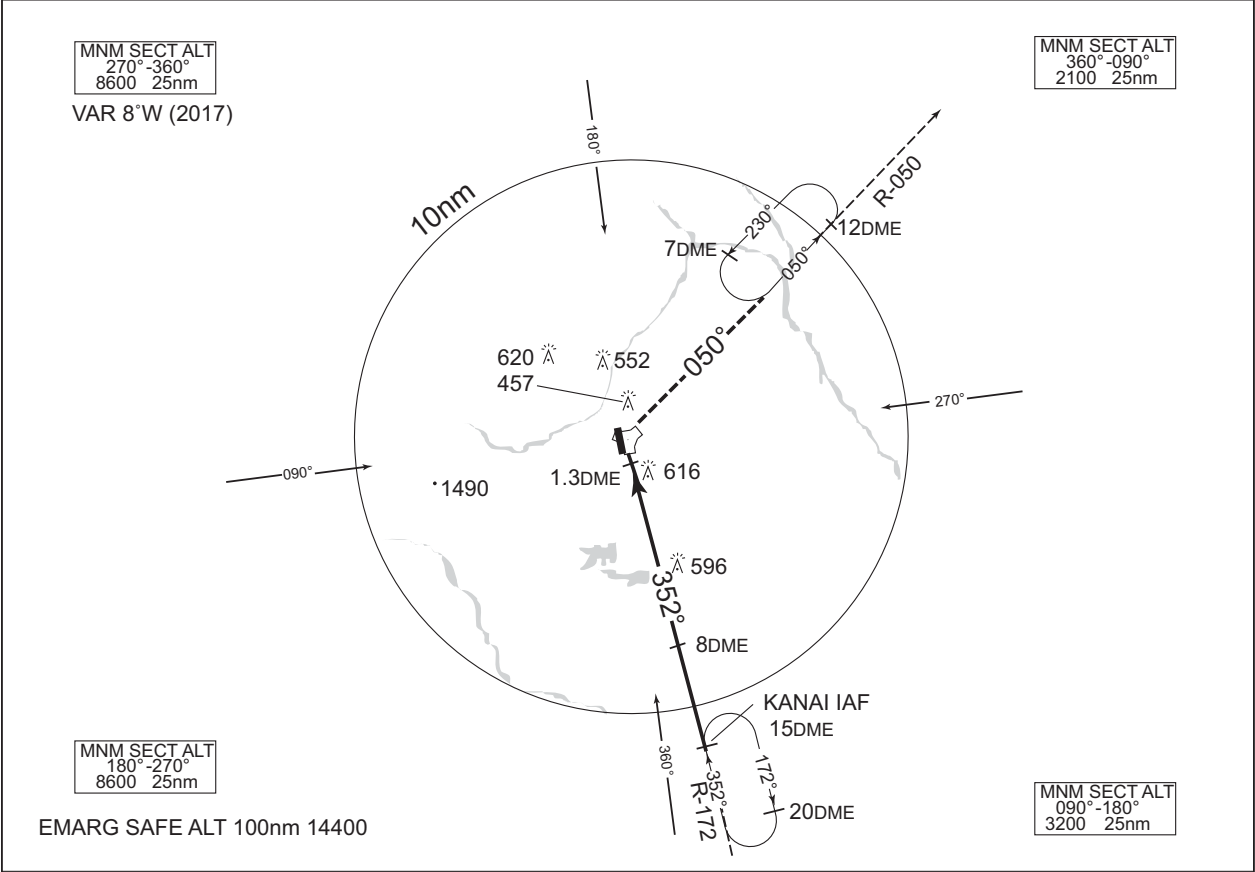 MNM SECT ALT
270°-360°
8600 25nm
VAR 8°W (2017)
MNM SECT ALT
360°-090°
2100 25nm
180°
10nm
R-050
230°
12DME
7DME
050°
050°
620
552
457
270°
090°
1.3DME
616
1490
596
352°
8DME
KANAI IAF
15DME
360°
172°
352°
R-172
20DME
MNM SECT ALT
180°-270°
8600 25nm
EMARG SAFE ALT 100nm 14400
MNM SECT ALT
090°-180°
3200 25nm